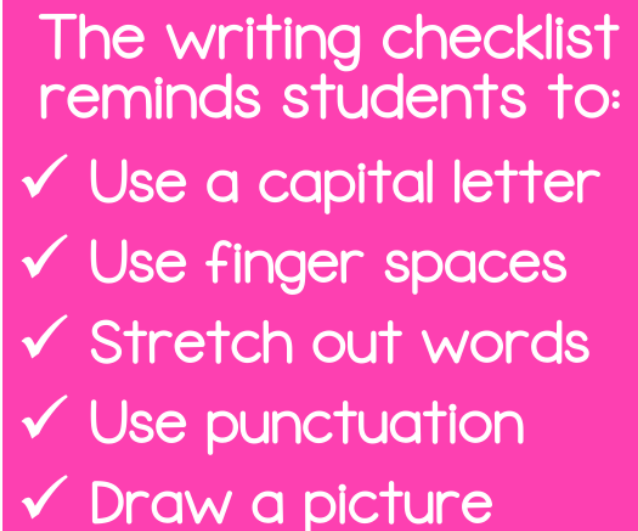 The writing checklist
reminds students to:
✓ Use a capital letter
✓ Use finger spaces
✓ Stretch out words
✓ Use punctuation
✓ Draw a picture